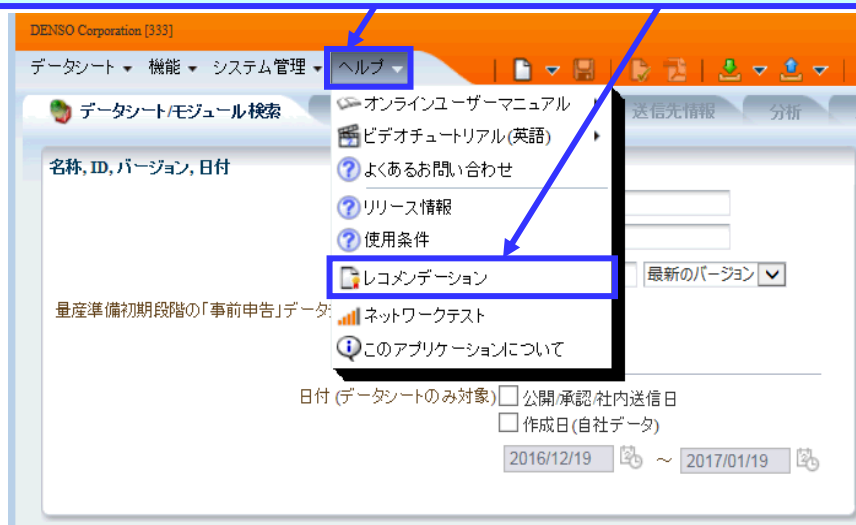 DENSO Corporation [333]
データシート 機能 システム管理 ヘルプ
データシート/モジュール検索 送信先情報 分析
オンラインユーザーマニュアル
ビデオチュートリアル(英語)
よくあるお問い合わせ
リリース情報
使用条件
レコメンデーション
ネットワークテスト
このアプリケーションについて
名称, ID, バージョン, 日付
最新のバージョン
量産準備初期段階の「事前申告」データ
日付 (データシートのみ対象) 公開/承認/社内送信日
作成日(自社データ)
2016/12/19 ～ 2017/01/19